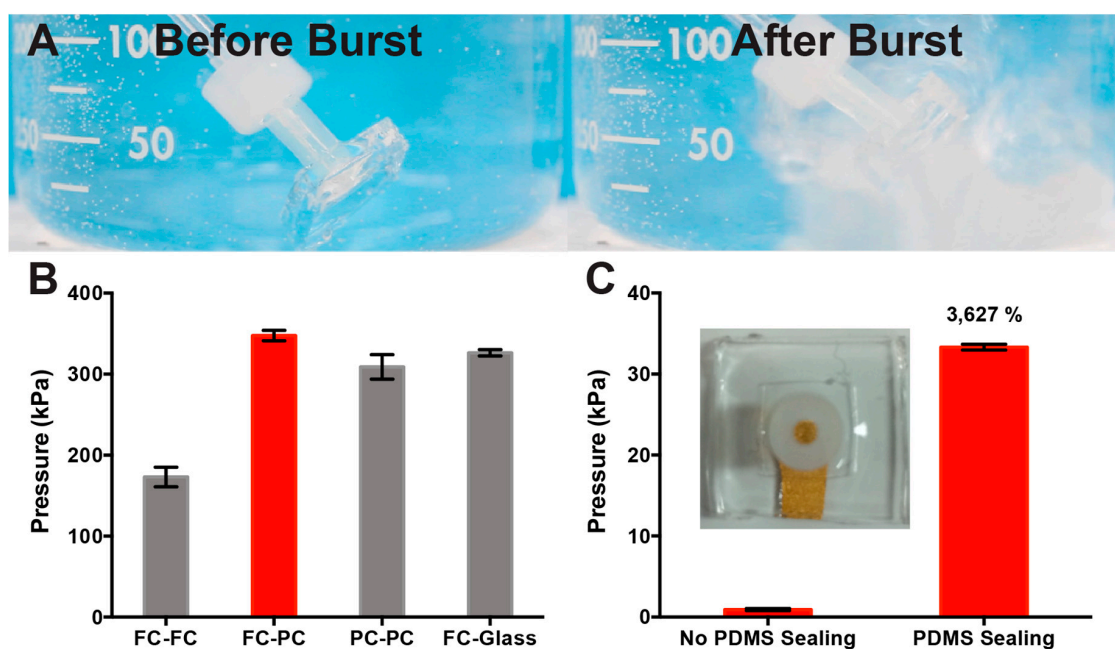 A Before Burst
After Burst
100
50
50
100
50
B
400
300
200
100
0
Pressure (kPa)
FC-FC FC-PC PC-PC FC-Glass
C
40
30
20
10
0
Pressure (kPa)
3,627 %
No PDMS Sealing PDMS Sealing